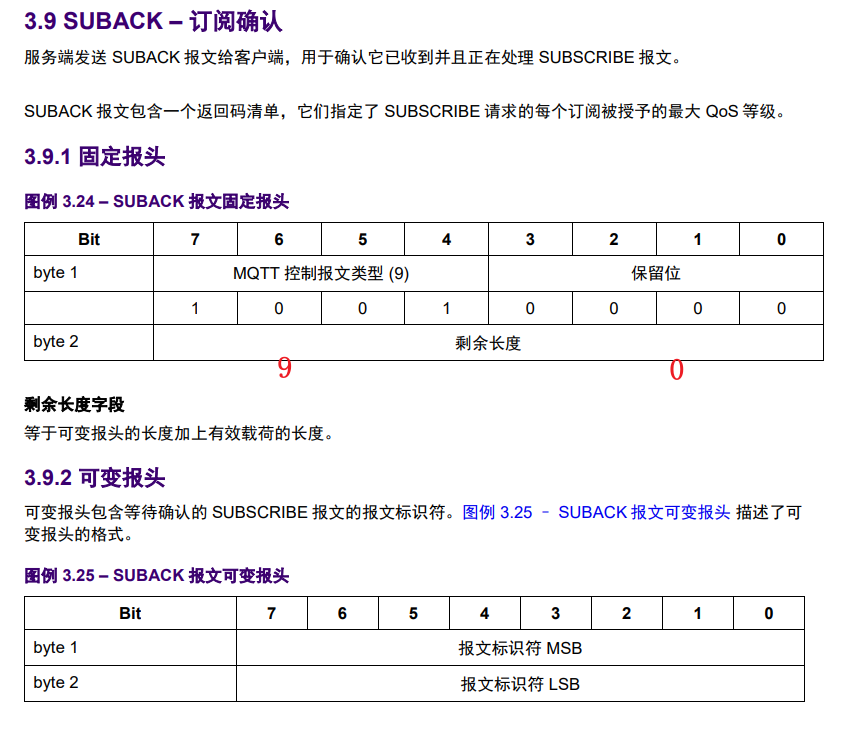 3.9 SUBACK – 订阅确认
服务端发送 SUBACK 报文给客户端，用于确认它已收到并且正在处理 SUBSCRIBE 报文。
SUBACK 报文包含一个返回码清单，它们指定了 SUBSCRIBE 请求的每个订阅被授予的最大 QoS 等级。
3.9.1 固定报头
图例 3.24 – SUBACK 报文固定报头
Bit 7 6 5 4 3 2 1 0
byte 1 MQTT 控制报文类型 (9) 保留位
1 0 0 1 0 0 0 0
byte 2 剩余长度
9 0
剩余长度字段
等于可变报头的长度加上有效载荷的长度。
3.9.2 可变报头
可变报头包含等待确认的 SUBSCRIBE 报文的报文标识符。图例 3.25 – SUBACK 报文可变报头 描述了可
变报头的格式。
图例 3.25 – SUBACK 报文可变报头
Bit 7 6 5 4 3 2 1 0
byte 1 报文标识符 MSB
byte 2 报文标识符 LSB